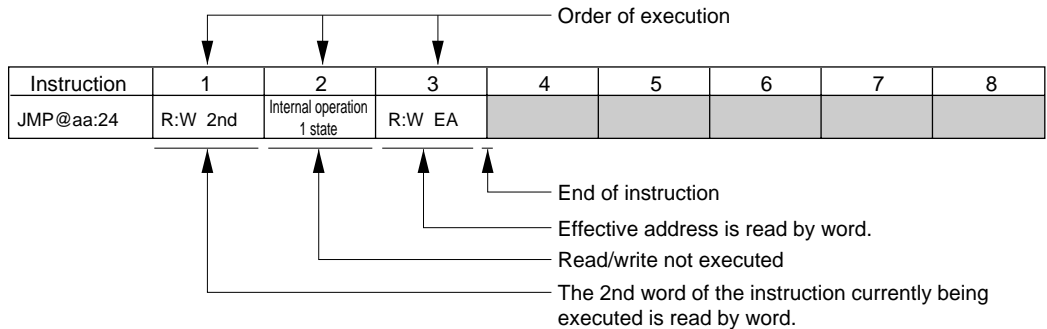 Order of execution
Instruction 1 2 3 4 5 6 7 8
JMP@aa:24 R:W 2nd Internal operation 1 state R:W EA
End of instruction
Effective address is read by word.
Read/write not executed
The 2nd word of the instruction currently being
executed is read by word.